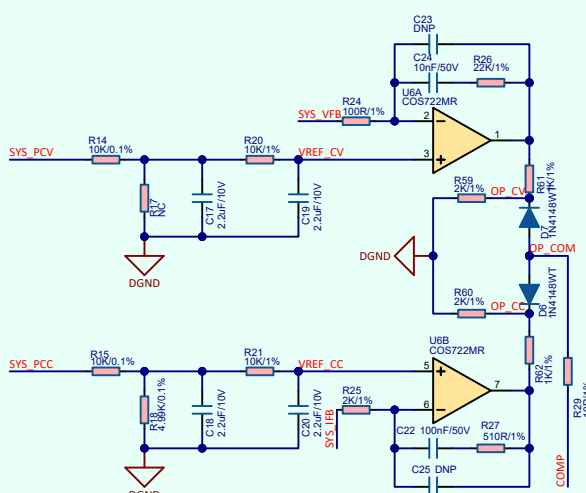 C23
DNP
C24
10nF/50V
R26
22K/1%
U6A
COS722MR
SYS_VFB
R24
100R/1%
2
1
3
SYS_PCV
R14
10K/0.1%
R20
10K/1%
VREF_CV
R17
NC
C17
2.2uF/10V
C19
2.2uF/10V
DGND
R59
2K/1%
OP_CV
R61
1K/1%
D7
1N4148WT
DGND
OP_COM
R60
2K/1%
OP_CC
D6
1N4148WT
SYS_PCC
R15
10K/0.1%
R21
10K/1%
VREF_CC
U6B
COS722MR
5
7
6
R62
1K/1%
R18
4.99K/0.1%
C18
2.2uF/10V
C20
2.2uF/10V
R25
2K/1%
SYS_IFB
C22 100nF/50V
R27
510R/1%
C25 DNP
R29
COMP
DGND